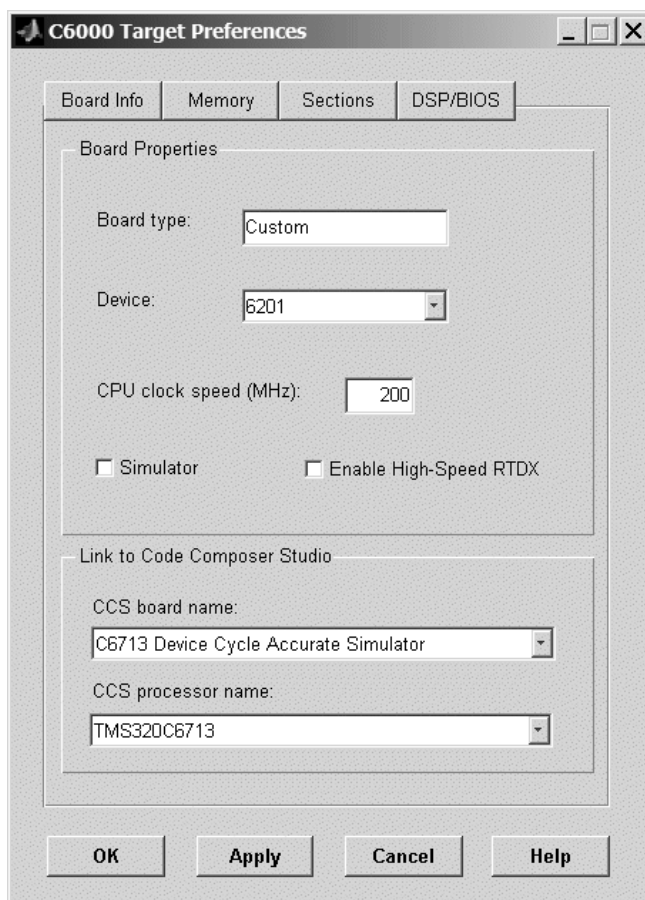 C6000 Target Preferences
Board Info Memory Sections DSP/BIOS
Board Properties
Board type: Custom
Device: 6201
CPU clock speed (MHz): 200
Simulator Enable High-Speed RTDX
Link to Code Composer Studio
CCS board name:
C6713 Device Cycle Accurate Simulator
CCS processor name:
TMS320C6713
OK Apply Cancel Help